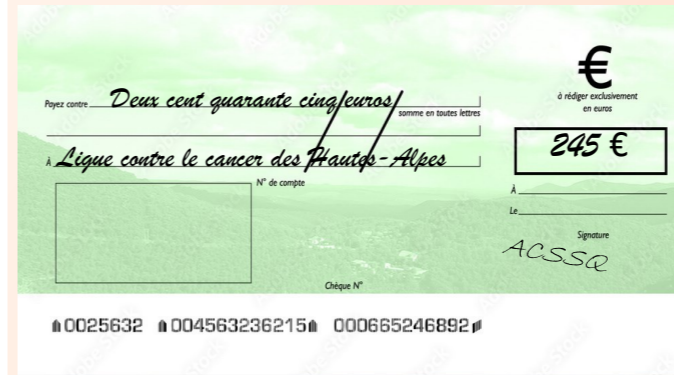 €
à rédiger exclusivement
en euros
Payez contre Deux cent quarante cinq euros
somme en toutes lettres
245 €
À Ligue contre le cancer des Hautes-Alpes
N° de compte
À
Le
Signature
ACSSQ
Chèque N°
0025632 004563236215 000665246892